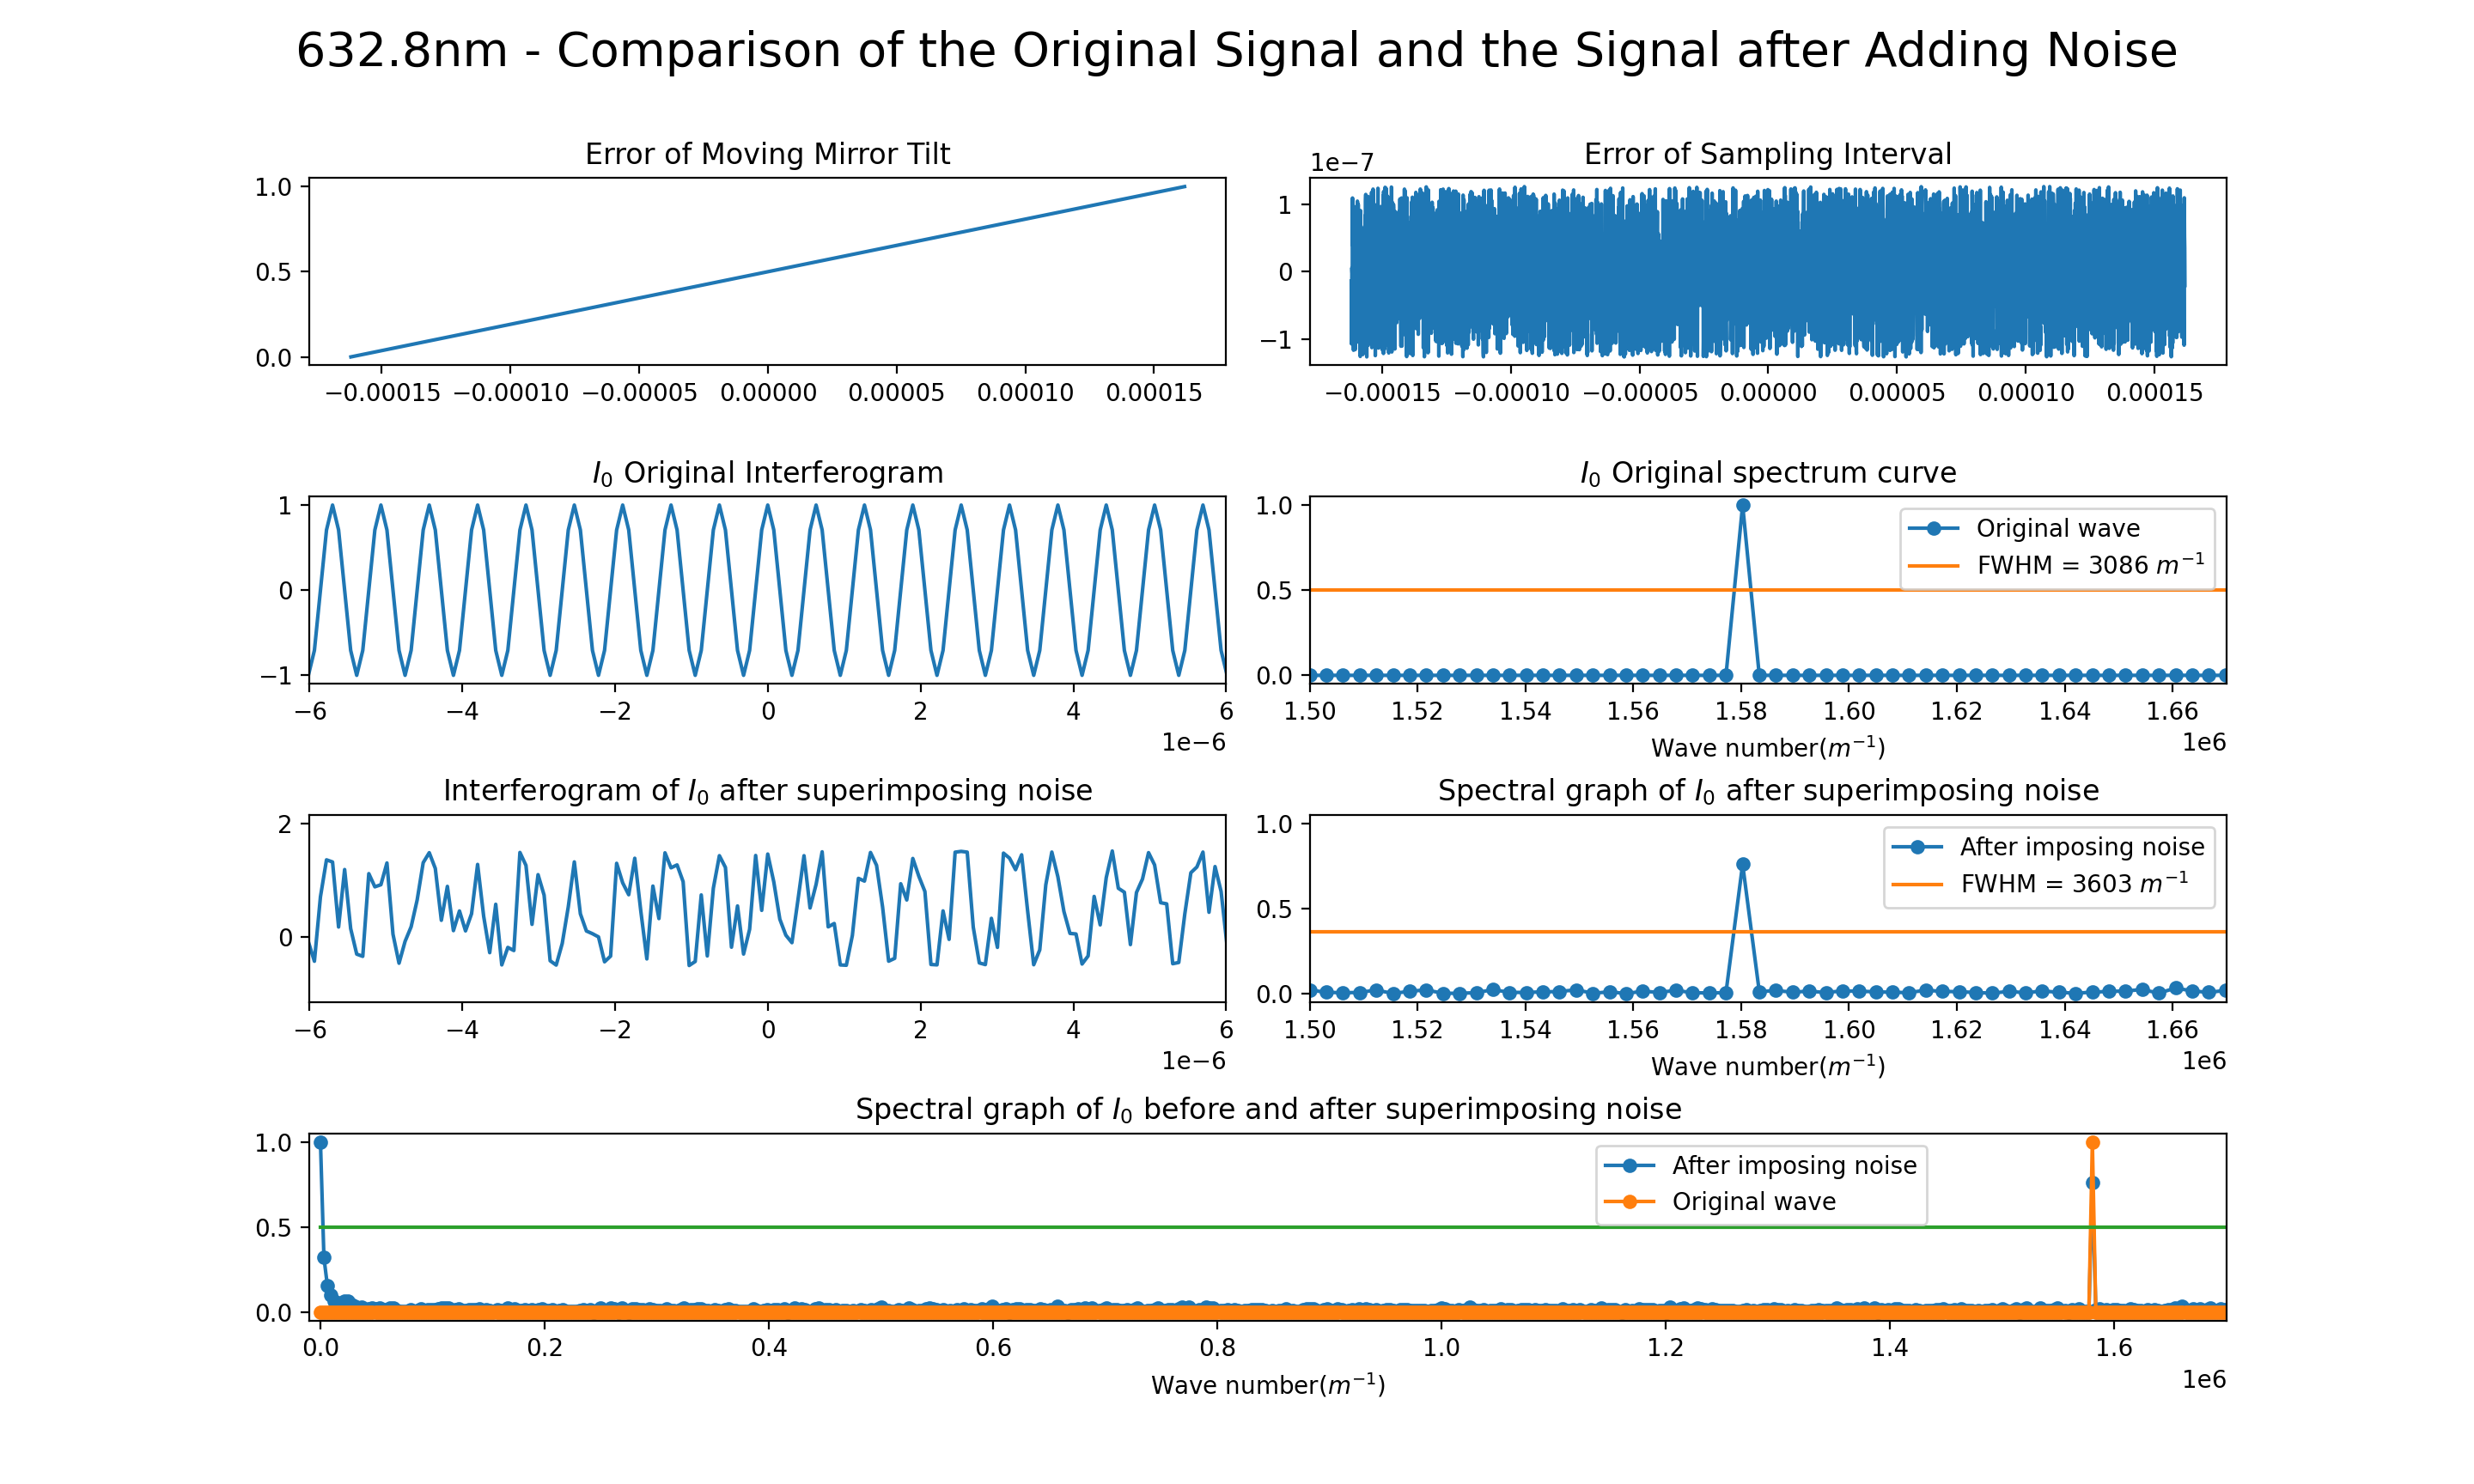 632.8nm - Comparison of the Original Signal and the Signal after Adding Noise
Error of Moving Mirror Tilt
1.0
0.5
0.0
−0.00015 −0.00010 −0.00005 0.00000 0.00005 0.00010 0.00015
Error of Sampling Interval
1e−7
1
0
−1
−0.00015 −0.00010 −0.00005 0.00000 0.00005 0.00010 0.00015
I₀ Original Interferogram
1
0
−1
−6 −4 −2 0 2 4 6
1e−6
I₀ Original spectrum curve
1.0
0.5
0.0
Original wave
FWHM = 3086 m⁻¹
1.50 1.52 1.54 1.56 1.58 1.60 1.62 1.64 1.66
Wave number(m⁻¹)
1e6
Interferogram of I₀ after superimposing noise
2
0
−6 −4 −2 0 2 4 6
1e−6
Spectral graph of I₀ after superimposing noise
1.0
0.5
0.0
After imposing noise
FWHM = 3603 m⁻¹
1.50 1.52 1.54 1.56 1.58 1.60 1.62 1.64 1.66
Wave number(m⁻¹)
1e6
Spectral graph of I₀ before and after superimposing noise
1.0
0.5
0.0
After imposing noise
Original wave
0.0 0.2 0.4 0.6 0.8 1.0 1.2 1.4 1.6
Wave number(m⁻¹)
1e6